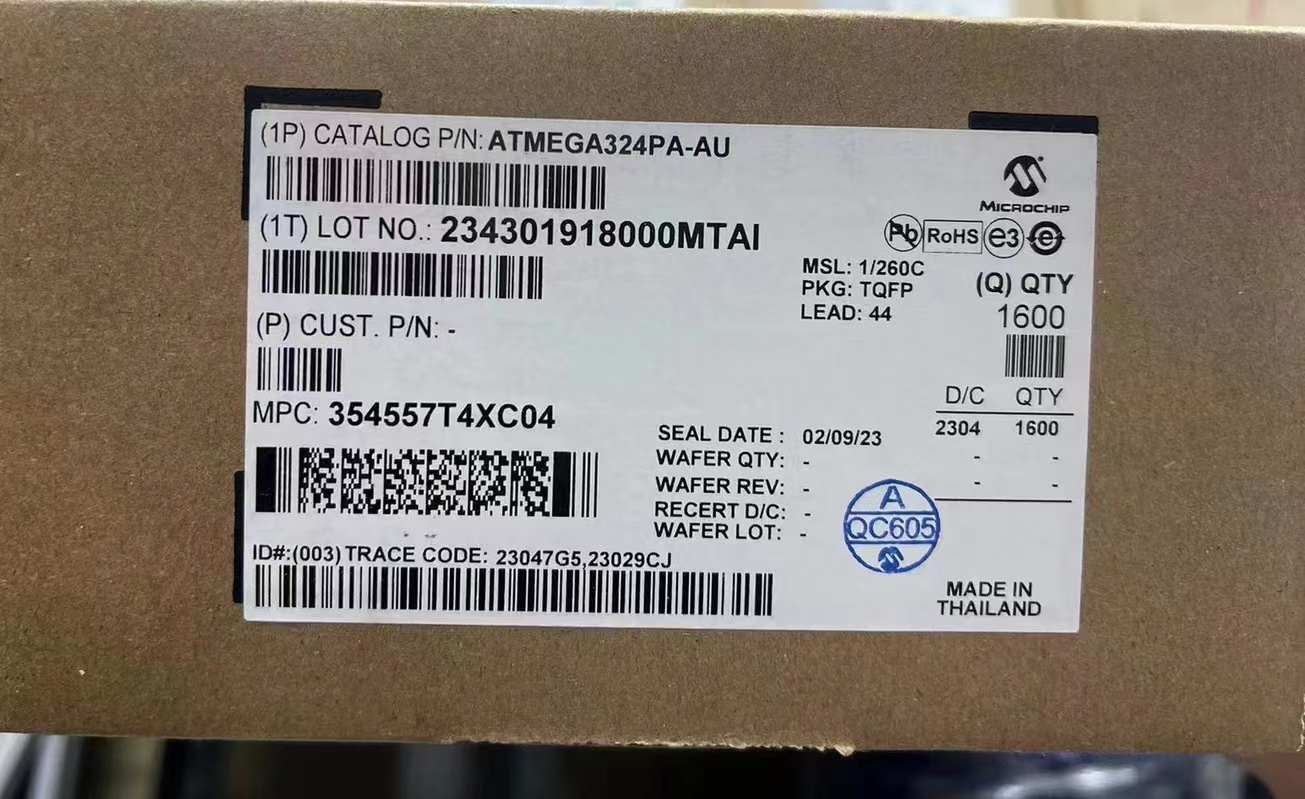 (1P) CATALOG P/N: ATMEGA324PA-AU
MICROCHIP
(1T) LOT NO.: 234301918000MTAI
Pb RoHS e3 e
MSL: 1/260C
PKG: TQFP
LEAD: 44
(Q) QTY
1600
(P) CUST. P/N: -
D/C QTY
2304 1600
- -
- -
MPC: 354557T4XC04
SEAL DATE : 02/09/23
WAFER QTY: -
WAFER REV: -
RECERT D/C: -
WAFER LOT: -
A
QC605
ID#:(003) TRACE CODE: 23047G5,23029CJ
MADE IN
THAILAND